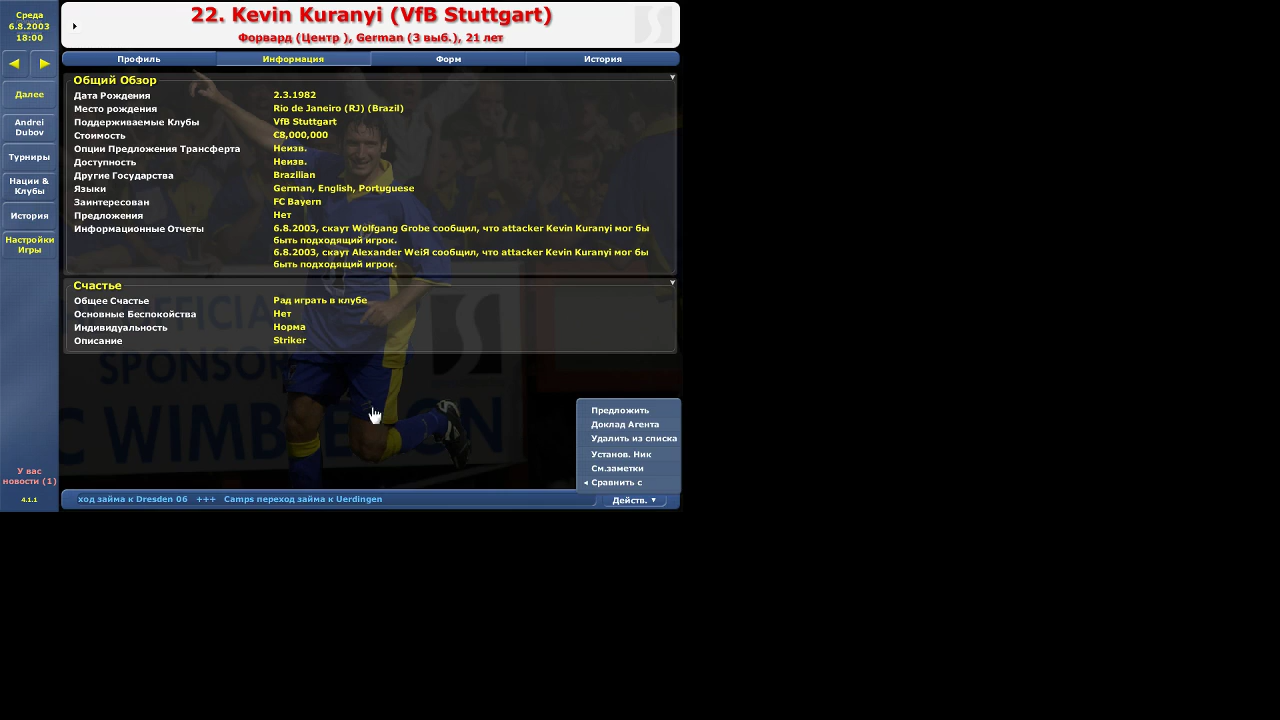 Среда
6.8.2003
18:00
22. Kevin Kuranyi (VfB Stuttgart)
Форвард (Центр ), German (3 выб.), 21 лет
Профиль Информация Форм История
Далее
Andrei
Dubov
Турниры
Нации &
Клубы
История
Настройки
Игры
Общий Обзор
Дата Рождения 2.3.1982
Место рождения Rio de Janeiro (RJ) (Brazil)
Поддерживаемые Клубы VfB Stuttgart
Стоимость €8,000,000
Опции Предложения Трансферта Неизв.
Доступность Неизв.
Другие Государства Brazilian
Языки German, English, Portuguese
Заинтересован FC Bayern
Предложения Нет
Информационные Отчеты 6.8.2003, скаут Wolfgang Grobe сообщил, что attacker Kevin Kuranyi мог бы
быть подходящий игрок.
6.8.2003, скаут Alexander WeiЯ сообщил, что attacker Kevin Kuranyi мог бы
быть подходящий игрок.
Счастье
Общее Счастье Рад играть в клубе
Основные Беспокойства Нет
Индивидуальность Норма
Описание Striker
OFFICIAL
SPONSOR
C WIMBLEDON
Предложить
Доклад Агента
Удалить из списка
Установ. Ник
См.заметки
Сравнить с
У вас
новости (1)
4.1.1
ход займа к Dresden 06 +++ Camps переход займа к Uerdingen
Действ.